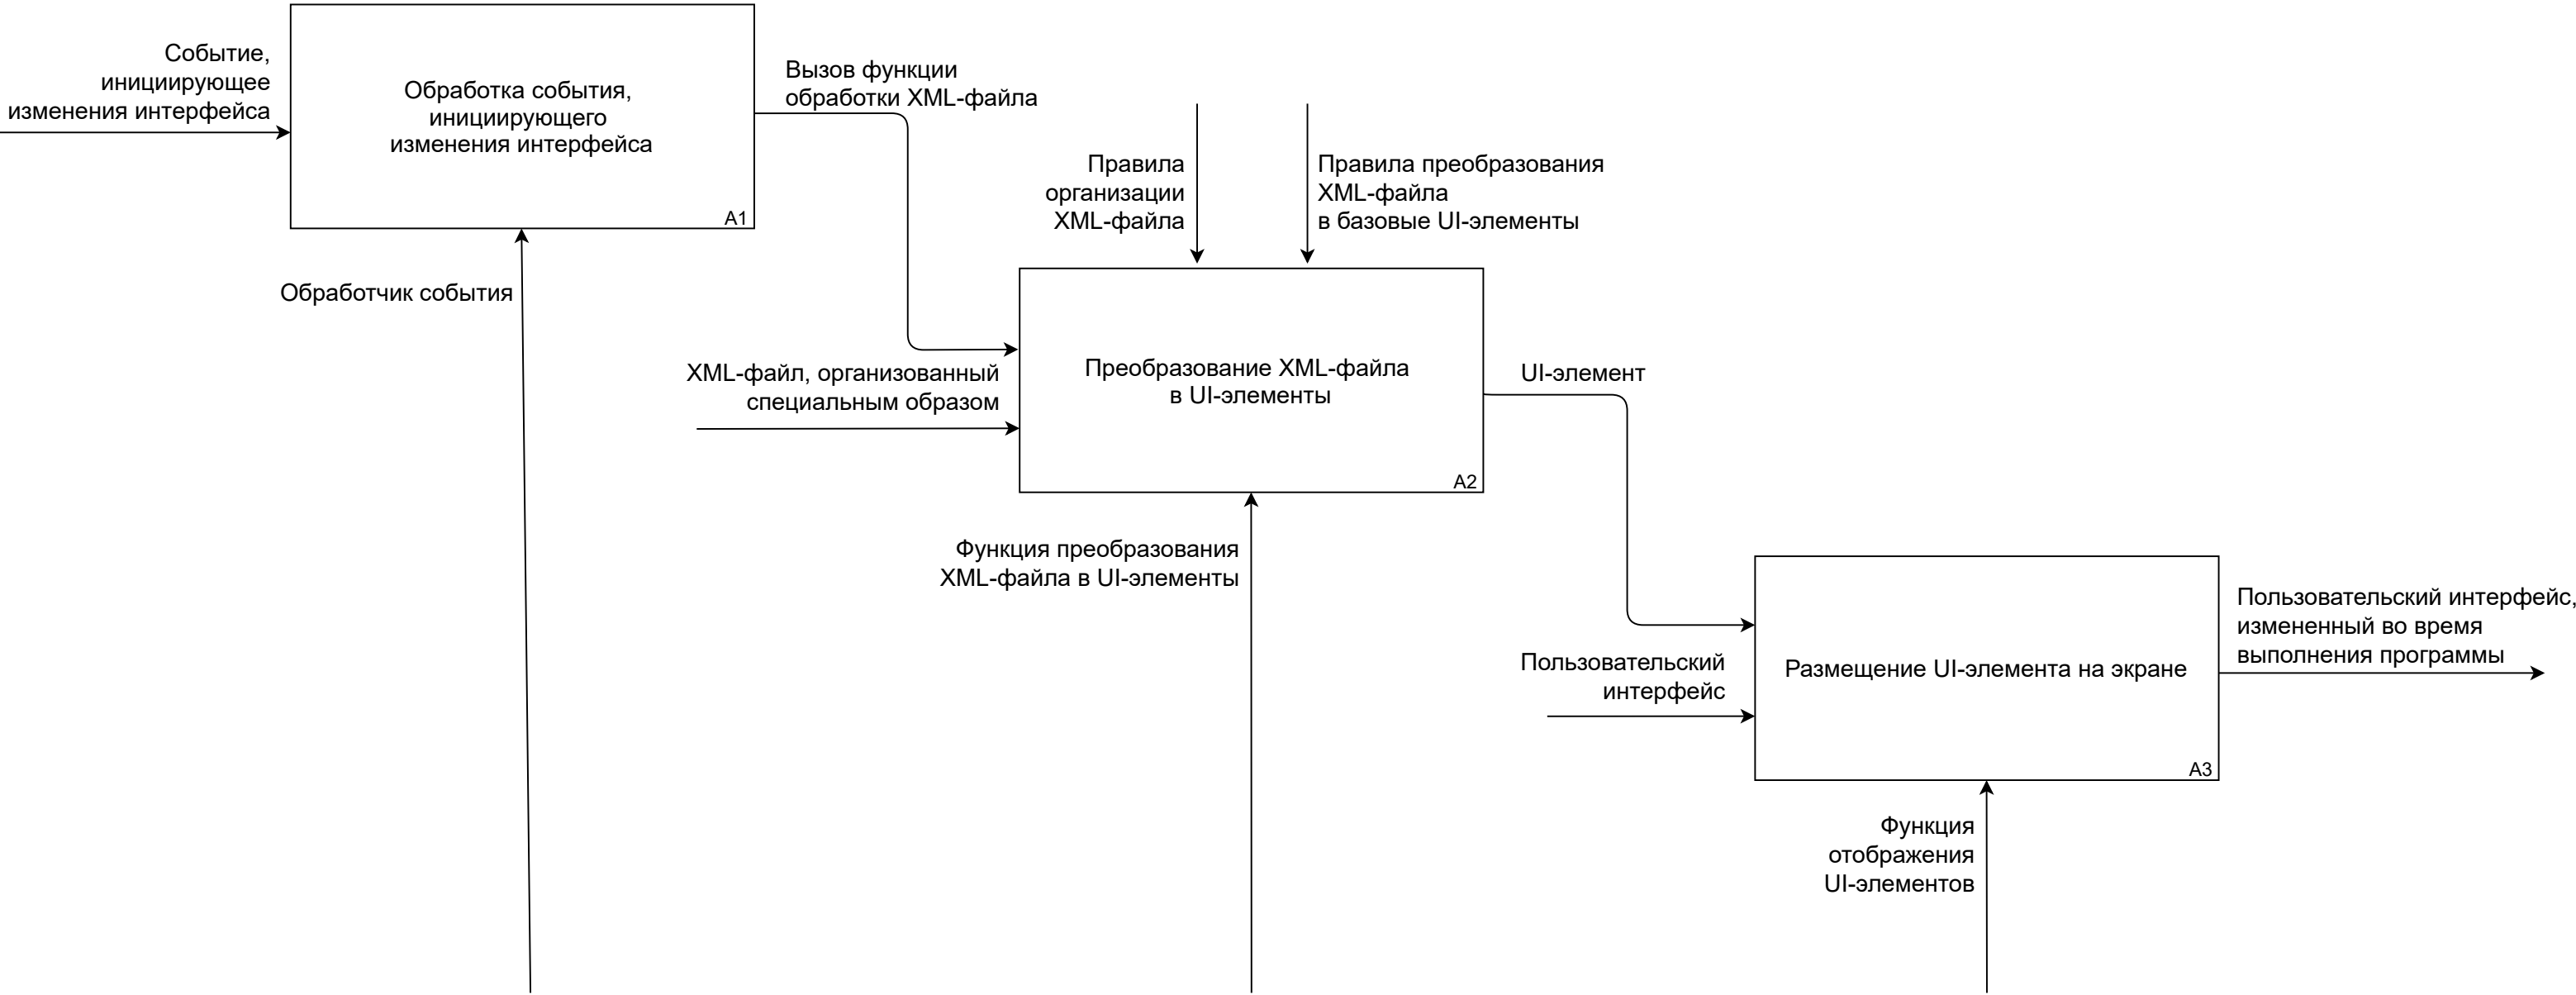 Событие,
инициирующее
изменения интерфейса
Обработка события,
инициирующего
изменения интерфейса
А1
Вызов функции
обработки XML-файла
Правила
организации
XML-файла
Правила преобразования
XML-файла
в базовые UI-элементы
Обработчик события
XML-файл, организованный
специальным образом
Преобразование XML-файла
в UI-элементы
А2
UI-элемент
Функция преобразования
XML-файла в UI-элементы
Пользовательский
интерфейс
Размещение UI-элемента на экране
А3
Пользовательский интерфейс,
измененный во время
выполнения программы
Функция
отображения
UI-элементов